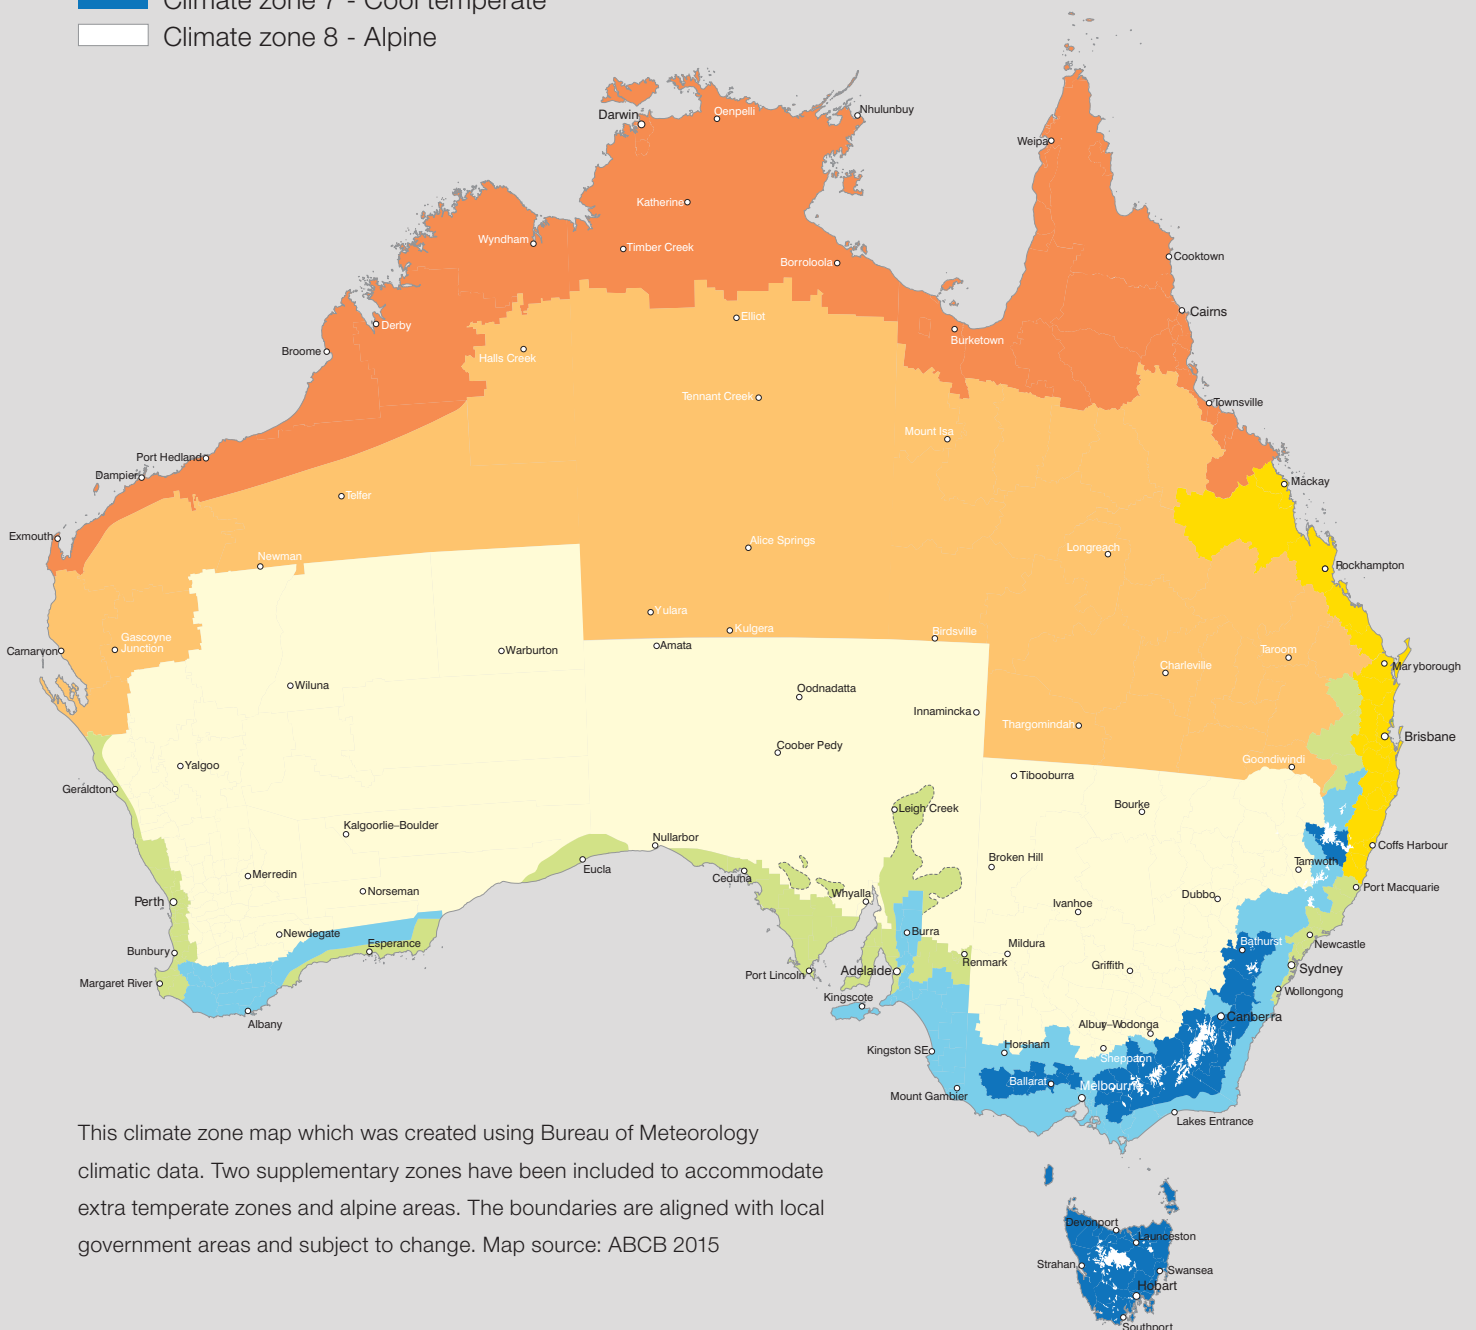 Climate zone 7 - Cool temperate
Climate zone 8 - Alpine
Darwin
Oenpelli
Nhulunbuy
Weipa
Katherine
Wyndham
Timber Creek
Borroloola
Cooktown
Cairns
Elliot
Derby
Burketown
Broome
Halls Creek
Tennant Creek
Townsville
Mount Isa
Port Hedland
Dampier
Mackay
Telfer
Exmouth
Alice Springs
Longreach
Newman
Rockhampton
Yulara
Kulgera
Birdsville
Gascoyne
Junction
Carnarvon
Warburton
Amata
Taroom
Charleville
Maryborough
Wiluna
Oodnadatta
Innamincka
Thargomindah
Brisbane
Coober Pedy
Goondiwindi
Yalgoo
Tibooburra
Geraldton
Leigh Creek
Bourke
Kalgoorlie–Boulder
Nullarbor
Coffs Harbour
Broken Hill
Tamwoth
Eucla
Merredin
Ceduna
Port Macquarie
Norseman
Whyalla
Dubbo
Perth
Ivanhoe
Newdegate
Burra
Esperance
Mildura
Bathurst
Newcastle
Bunbury
Renmark
Griffith
Sydney
Port Lincoln
Adelaide
Margaret River
Wollongong
Kingscote
Canberra
Albany
Albury–Wodonga
Horsham
Kingston SE
Sheppaton
Ballarat
Melbourne
Mount Gambier
Lakes Entrance
This climate zone map which was created using Bureau of Meteorology
climatic data. Two supplementary zones have been included to accommodate
extra temperate zones and alpine areas. The boundaries are aligned with local
government areas and subject to change. Map source: ABCB 2015
Devonport
Launceston
Strahan
Swansea
Hobart
Southport